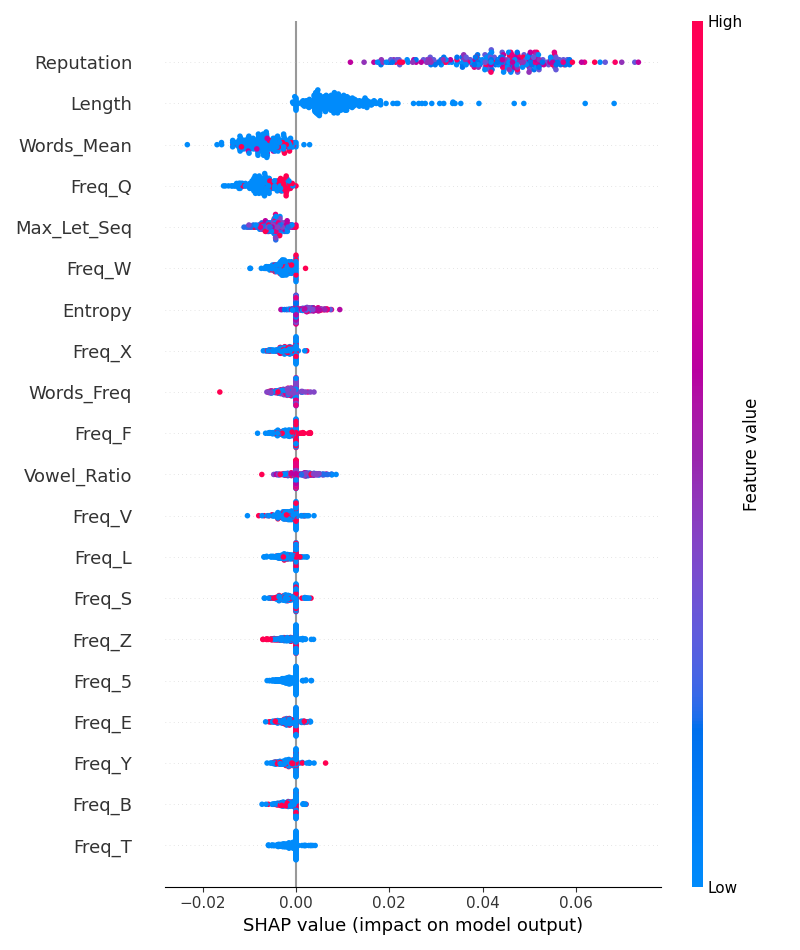 High
Reputation
Length
Words_Mean
Freq_Q
Max_Let_Seq
Freq_W
Entropy
Freq_X
Words_Freq
Freq_F
Vowel_Ratio
Freq_V
Freq_L
Freq_S
Freq_Z
Freq_5
Freq_E
Freq_Y
Freq_B
Freq_T
Feature value
Low
−0.02 0.00 0.02 0.04 0.06
SHAP value (impact on model output)